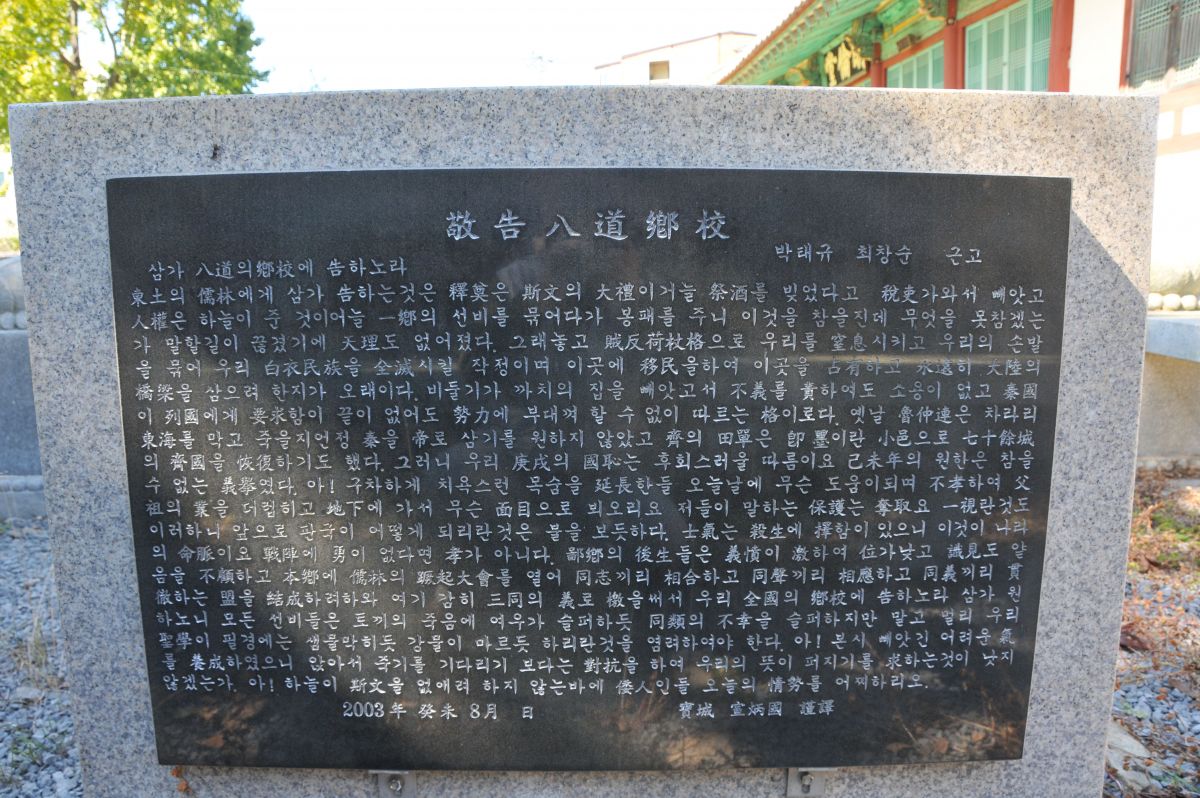 敬告八道鄕校
박태규 최창순 근고
삼가 八道의鄕校에 告하노라
東土의 儒林에게 삼가 告하는것은 釋奠은 斯文의 大禮이거늘 祭酒를 빚었다고 稅吏가와서 빼앗고
人權은 하늘이 준 것이어늘 一鄕의 선비를 묶어다가 봉패를 주니 이것을 참을진데 무엇을 못참겠는
가 말할길이 끊겼기에 天理도 없어졌다. 그래놓고 賊反荷杖格으로 우리를 窒息시키고 우리의 손발
을 묶어 우리 白衣民族을 全滅시킬 작정이며 이곳에 移民을하여 이곳을 占有하고 永遠히 大陸의
橋梁을 삼으려 한지가 오래이다. 비둘기가 까치의 집을 빼앗고서 不義를 責하여도 소용이 없고 秦國
이 列國에게 要求함이 끝이 없어도 勢力에 부대껴 할 수 없이 따르는 格이로다. 옛날 魯仲連은 차라리
東海를 막고 죽을지언정 秦을 帝로 삼기를 원하지 않았고 齊의 田單은 卽墨이란 小邑으로 七十餘城
의 齊國을 恢復하기도 했다. 그러니 우리 庚戌의 國恥는 후회스러울 따름이요 己未年의 원한은 참을
수 없는 義擧였다. 아! 구차하게 치욕스런 목숨을 延長한들 오늘날에 무슨 도움이되며 不孝하여 父
祖의 業을 더럽히고 地下에 가서 무슨 面目으로 뵈오리요 저들이 말하는 保護는 奪取요 一視란것도
이러하니 앞으로 판국이 어떻게 되리란것은 불을 보듯하다. 士氣는 殺生에 擇함이 있으니 이것이 나라
의 命脈이오 戰陣에 勇이 없다면 孝가 아니다. 鄙鄕의 後生들은 義憤이 激하여 位가낮고 識見도 얕
음을 不顧하고 本鄕에 儒林의 蹶起大會를 열어 同志끼리 相合하고 同聲끼리 相應하고 同義끼리 貫
徹하는 盟을 結成하려하와 여기 감히 三同의 義로 檄을써서 우리 全國의 鄕校에 告하노라 삼가 원
하노니 모든 선비들은 토끼의 죽음에 여우가 슬퍼하듯 同類의 不幸을 슬퍼하지만 말고 멀리 우리
聖學이 필경에는 샘물막히듯 강물이 마르듯 하리란것을 염려하여야 한다. 아! 본시 빼앗긴 어려운 氣
를 養成하였으니 앉아서 죽기를 기다리기 보다는 對抗을 하여 우리의 뜻이 퍼지기를 求하는것이 낫지
않겠는가. 아! 하늘이 斯文을 없애려 하지 않는바에 倭人인들 오늘의 情勢를 어찌하리오.
2003年 癸未 8月 日 寶城 宣炳國 謹譯